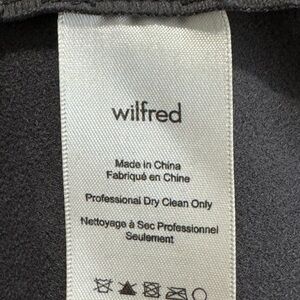 wilfred
Made in China
Fabriqué en Chine
Professional Dry Clean Only
Nettoyage à Sec Professionnel
Seulement